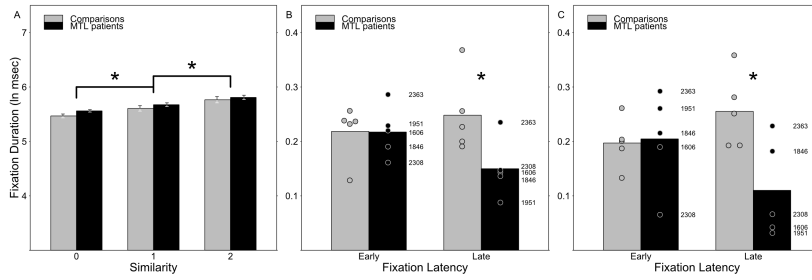 A
Comparisons
MTL patients
7
6
5
4
Fixation Duration (ln msec)
*
*
0
1
2
Similarity
B
Comparisons
MTL patients
0.4
0.3
0.2
0.1
2363
1951
1606
1846
2308
*
2363
2308
1606
1846
1951
Early
Late
Fixation Latency
C
Comparisons
MTL patients
0.4
0.3
0.2
0.1
2363
1951
1846
1606
2308
*
2363
1846
2308
1606
1951
Early
Late
Fixation Latency